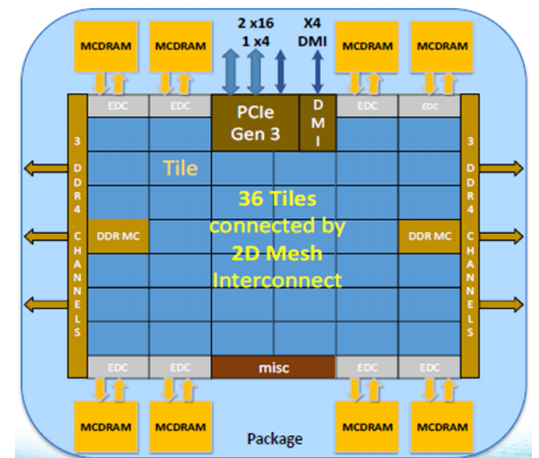 2 x16 X4
1 x4 DMI
MCDRAM MCDRAM MCDRAM MCDRAM
EDC EDC EDC EDC
PCIe
Gen 3
DMI
3 DDR4 CHANNELS
3 DDR4 CHANNELS
Tile
36 Tiles
connected by
2D Mesh
Interconnect
DDR MC DDR MC
EDC EDC misc EDC EDC
MCDRAM MCDRAM MCDRAM MCDRAM
Package